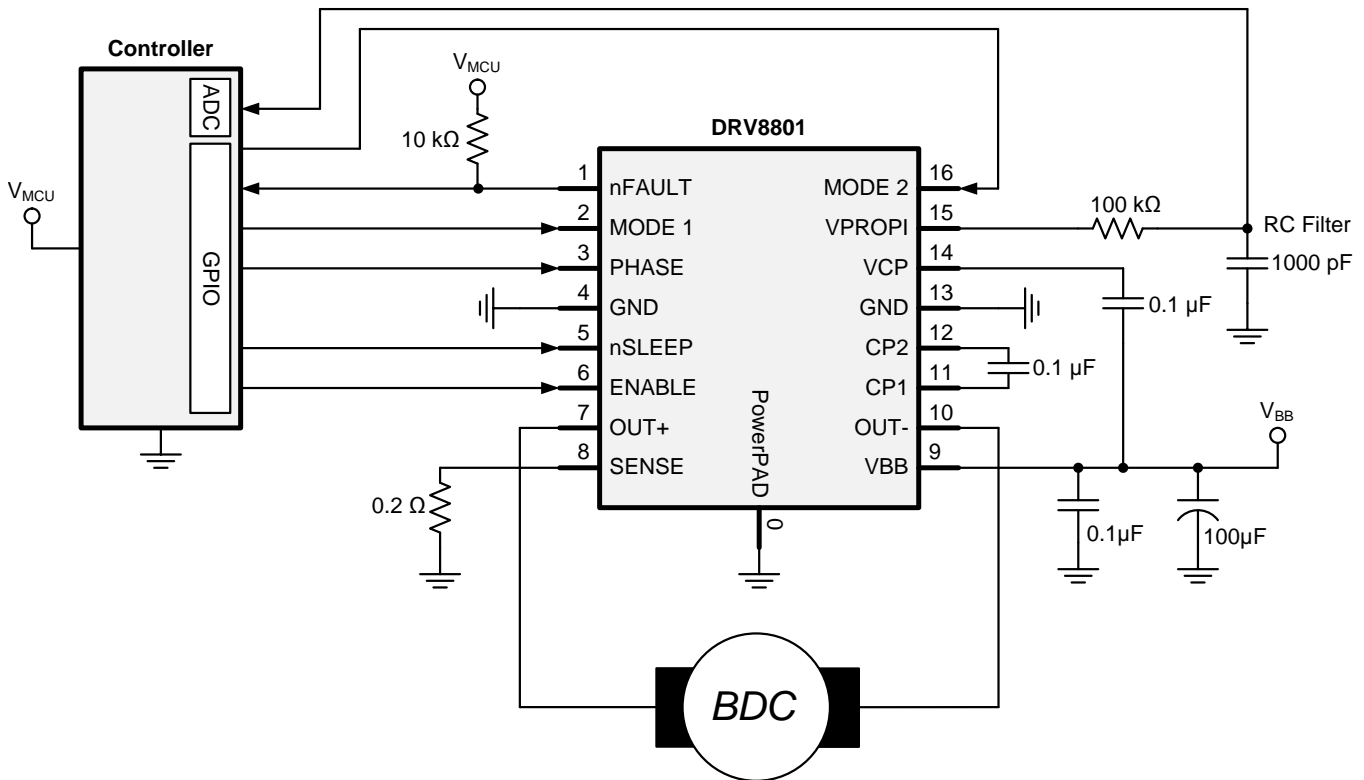 Controller
ADC
GPIO
V_MCU
V_MCU
10 kΩ
DRV8801
1
nFAULT
2
MODE 1
3
PHASE
4
GND
5
nSLEEP
6
ENABLE
7
OUT+
8
SENSE
16
MODE 2
15
VPROPI
14
VCP
13
GND
12
CP2
11
CP1
10
OUT-
9
VBB
PowerPAD
0
100 kΩ
RC Filter
1000 pF
0.1 µF
0.1 µF
V_BB
0.2 Ω
0.1µF
100µF
BDC